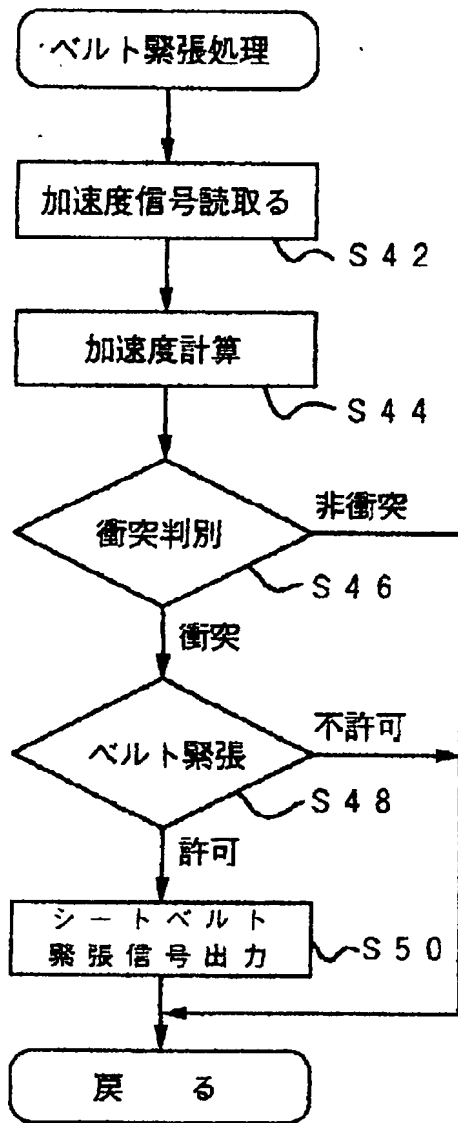 ベルト緊張処理
加速度信号読取る
S42
加速度計算
S44
非衝突
衝突判別
S46
衝突
不許可
ベルト緊張
S48
許可
シートベルト
緊張信号出力
S50
戻る